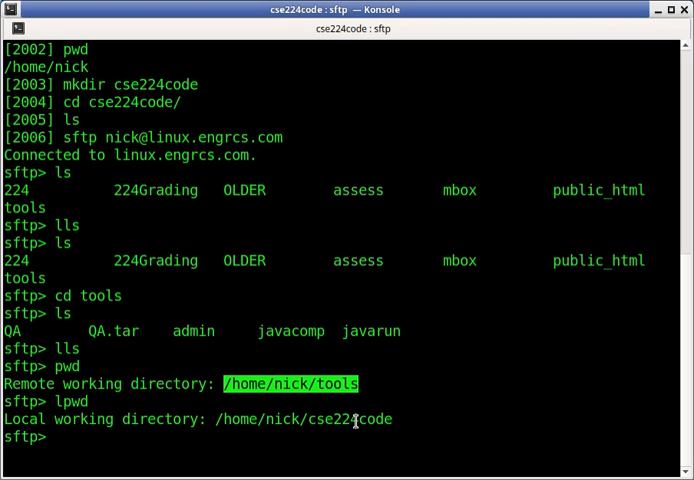 cse224code : sftp — Konsole
cse224code : sftp
[2002] pwd
/home/nick
[2003] mkdir cse224code
[2004] cd cse224code/
[2005] ls
[2006] sftp nick@linux.engrcs.com
Connected to linux.engrcs.com.
sftp> ls
224          224Grading   OLDER        assess       mbox         public_html
tools
sftp> lls
sftp> ls
224          224Grading   OLDER        assess       mbox         public_html
tools
sftp> cd tools
sftp> ls
QA        QA.tar    admin     javacomp  javarun
sftp> lls
sftp> pwd
Remote working directory: /home/nick/tools
sftp> lpwd
Local working directory: /home/nick/cse224code
sftp>